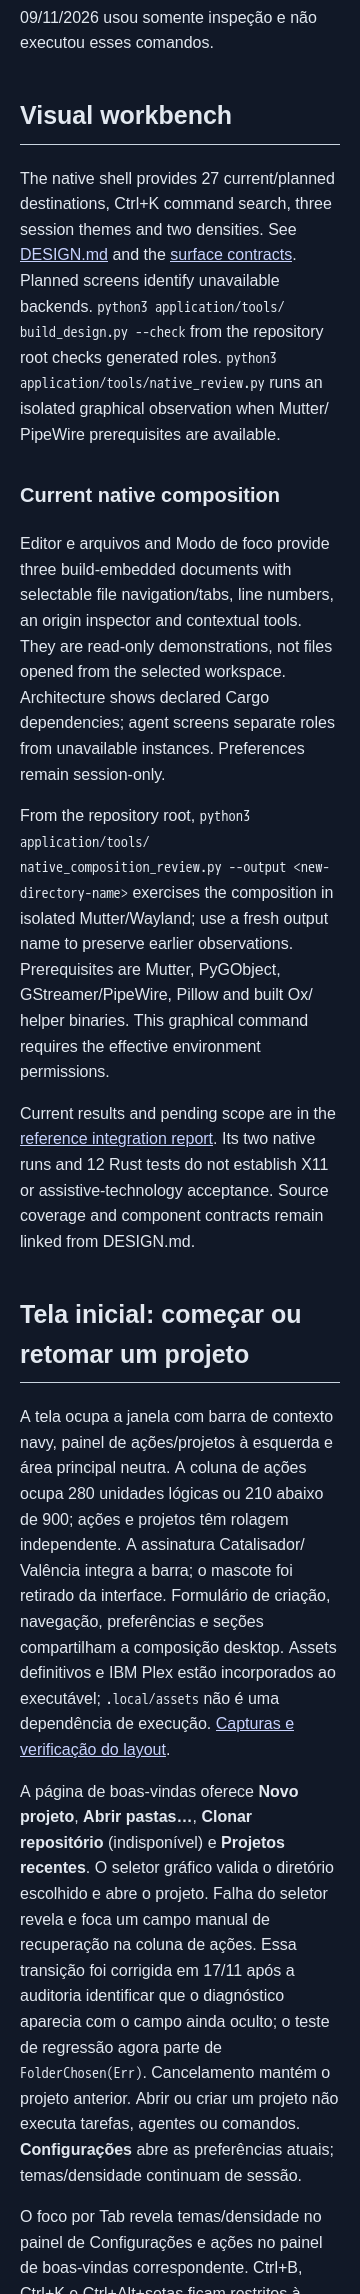 09/11/2026 usou somente inspeção e não
executou esses comandos.
Visual workbench
The native shell provides 27 current/planned
destinations, Ctrl+K command search, three
session themes and two densities. See
DESIGN.md and the surface contracts.
Planned screens identify unavailable
backends. python3 application/tools/
build_design.py --check from the repository
root checks generated roles. python3
application/tools/native_review.py runs an
isolated graphical observation when Mutter/
PipeWire prerequisites are available.
Current native composition
Editor e arquivos and Modo de foco provide
three build-embedded documents with
selectable file navigation/tabs, line numbers,
an origin inspector and contextual tools.
They are read-only demonstrations, not files
opened from the selected workspace.
Architecture shows declared Cargo
dependencies; agent screens separate roles
from unavailable instances. Preferences
remain session-only.
From the repository root, python3
application/tools/
native_composition_review.py --output <new-
directory-name> exercises the composition in
isolated Mutter/Wayland; use a fresh output
name to preserve earlier observations.
Prerequisites are Mutter, PyGObject,
GStreamer/PipeWire, Pillow and built Ox/
helper binaries. This graphical command
requires the effective environment
permissions.
Current results and pending scope are in the
reference integration report. Its two native
runs and 12 Rust tests do not establish X11
or assistive-technology acceptance. Source
coverage and component contracts remain
linked from DESIGN.md.
Tela inicial: começar ou
retomar um projeto
A tela ocupa a janela com barra de contexto
navy, painel de ações/projetos à esquerda e
área principal neutra. A coluna de ações
ocupa 280 unidades lógicas ou 210 abaixo
de 900; ações e projetos têm rolagem
independente. A assinatura Catalisador/
Valência integra a barra; o mascote foi
retirado da interface. Formulário de criação,
navegação, preferências e seções
compartilham a composição desktop. Assets
definitivos e IBM Plex estão incorporados ao
executável; .local/assets não é uma
dependência de execução. Capturas e
verificação do layout.
A página de boas-vindas oferece Novo
projeto, Abrir pastas…, Clonar
repositório (indisponível) e Projetos
recentes. O seletor gráfico valida o diretório
escolhido e abre o projeto. Falha do seletor
revela e foca um campo manual de
recuperação na coluna de ações. Essa
transição foi corrigida em 17/11 após a
auditoria identificar que o diagnóstico
aparecia com o campo ainda oculto; o teste
de regressão agora parte de
FolderChosen(Err). Cancelamento mantém o
projeto anterior. Abrir ou criar um projeto não
executa tarefas, agentes ou comandos.
Configurações abre as preferências atuais;
temas/densidade continuam de sessão.
O foco por Tab revela temas/densidade no
painel de Configurações e ações no painel
de boas-vindas correspondente. Ctrl+B,
Ctrl+K e Ctrl+Alt+setas ficam restritos à